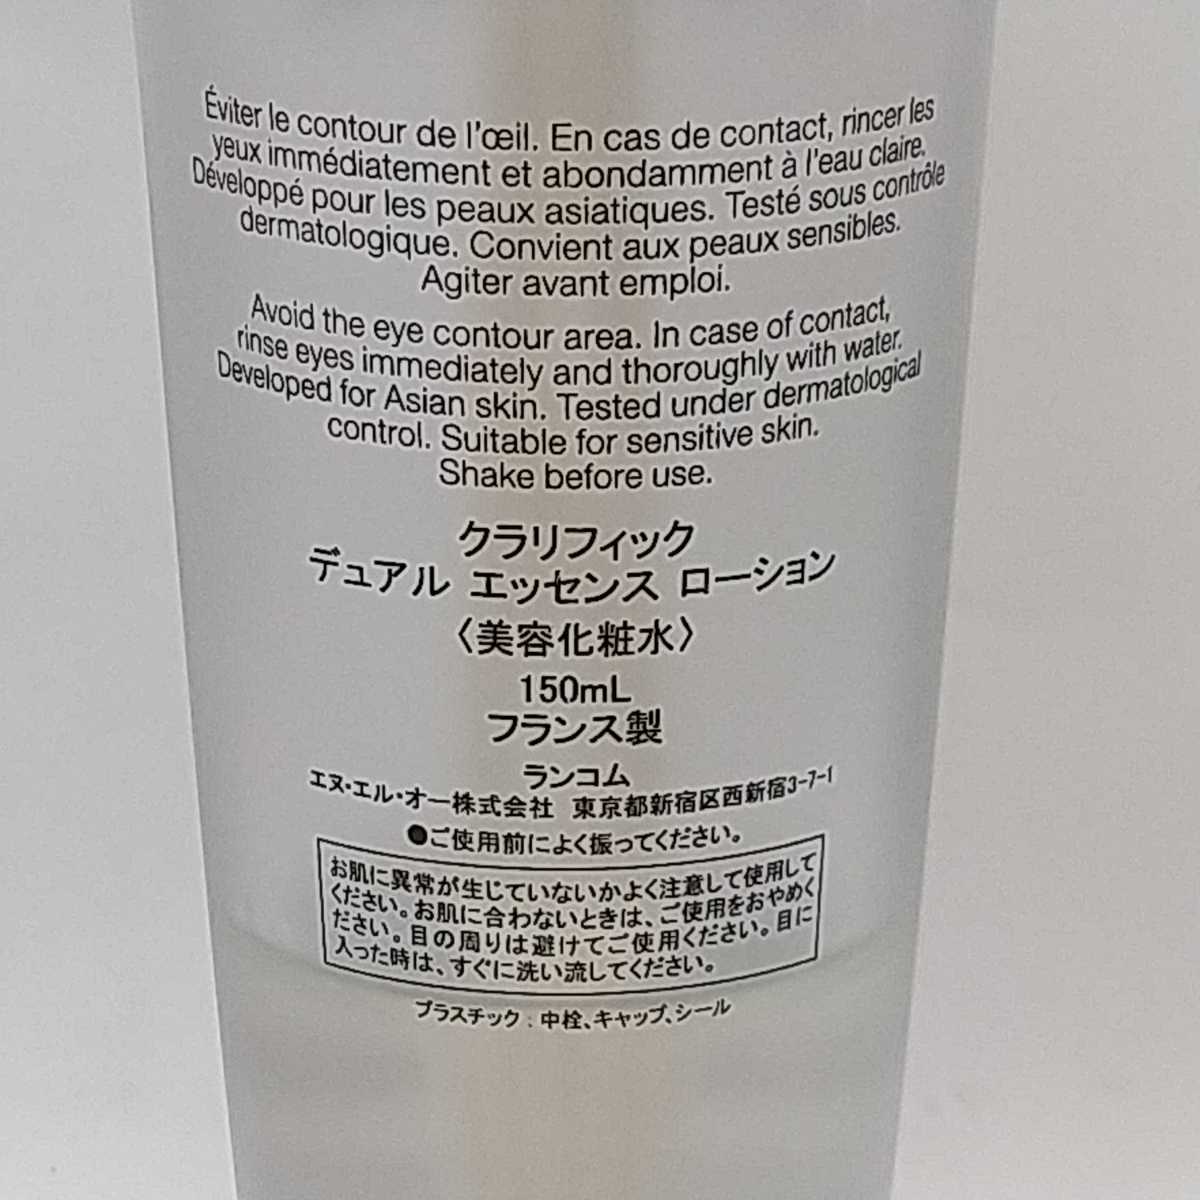 Éviter le contour de l'œil. En cas de contact, rincer les
yeux immédiatement et abondamment à l'eau claire.
Développé pour les peaux asiatiques. Testé sous contrôle
dermatologique. Convient aux peaux sensibles.
Agiter avant emploi.
Avoid the eye contour area. In case of contact,
rinse eyes immediately and thoroughly with water.
Developed for Asian skin. Tested under dermatological
control. Suitable for sensitive skin.
Shake before use.
クラリフィック
デュアル エッセンス ローション
〈美容化粧水〉
150mL
フランス製
ランコム
エヌ・エル・オー株式会社 東京都新宿区西新宿3-7-1
●ご使用前によく振ってください。
お肌に異常が生じていないかよく注意して使用して
ください。お肌に合わないときは、ご使用をおやめく
ださい。目の周りは避けてご使用ください。目に
入った時は、すぐに洗い流してください。
プラスチック：中栓、キャップ、シール